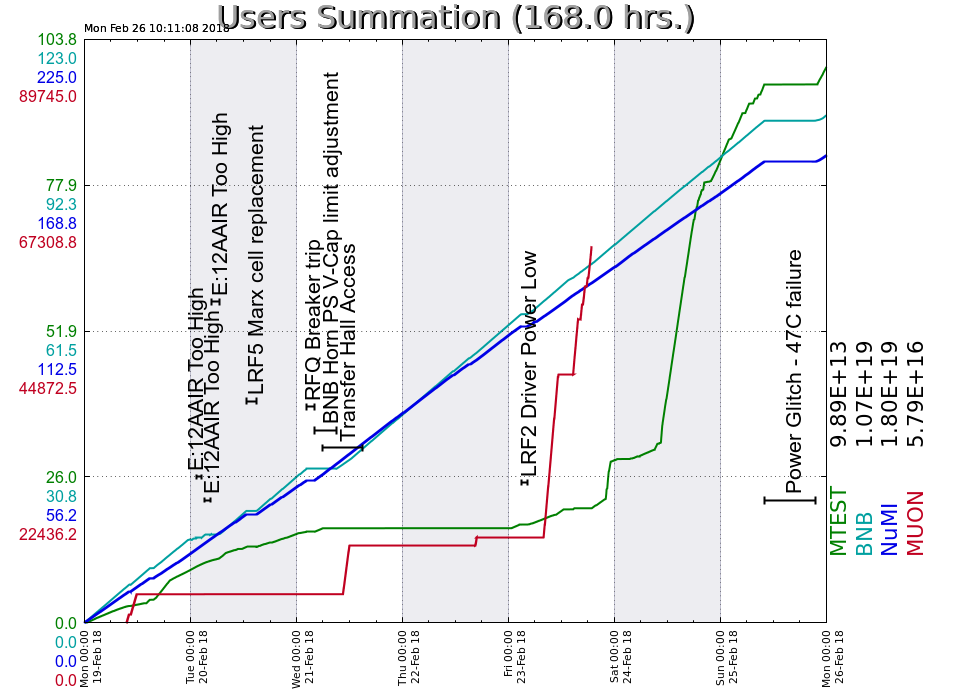 Users Summation (168.0 hrs.)
Mon Feb 26 10:11:08 2018
103.8
123.0
225.0
89745.0
77.9
92.3
168.8
67308.8
51.9
61.5
112.5
44872.5
26.0
30.8
56.2
22436.2
0.0
0.0
0.0
0.0
E:12AAIR Too High
E:12AAIR Too High
E:12AAIR Too High
LRF5 Marx cell replacement
RFQ Breaker trip
BNB Horn PS V-Cap limit adjustment
Transfer Hall Access
LRF2 Driver Power Low
Power Glitch - 47C failure
MTEST 9.89E+13
BNB 1.07E+19
NuMI 1.80E+19
MUON 5.79E+16
Mon 00:00
19-Feb 18
Tue 00:00
20-Feb 18
Wed 00:00
21-Feb 18
Thu 00:00
22-Feb 18
Fri 00:00
23-Feb 18
Sat 00:00
24-Feb 18
Sun 00:00
25-Feb 18
Mon 00:00
26-Feb 18